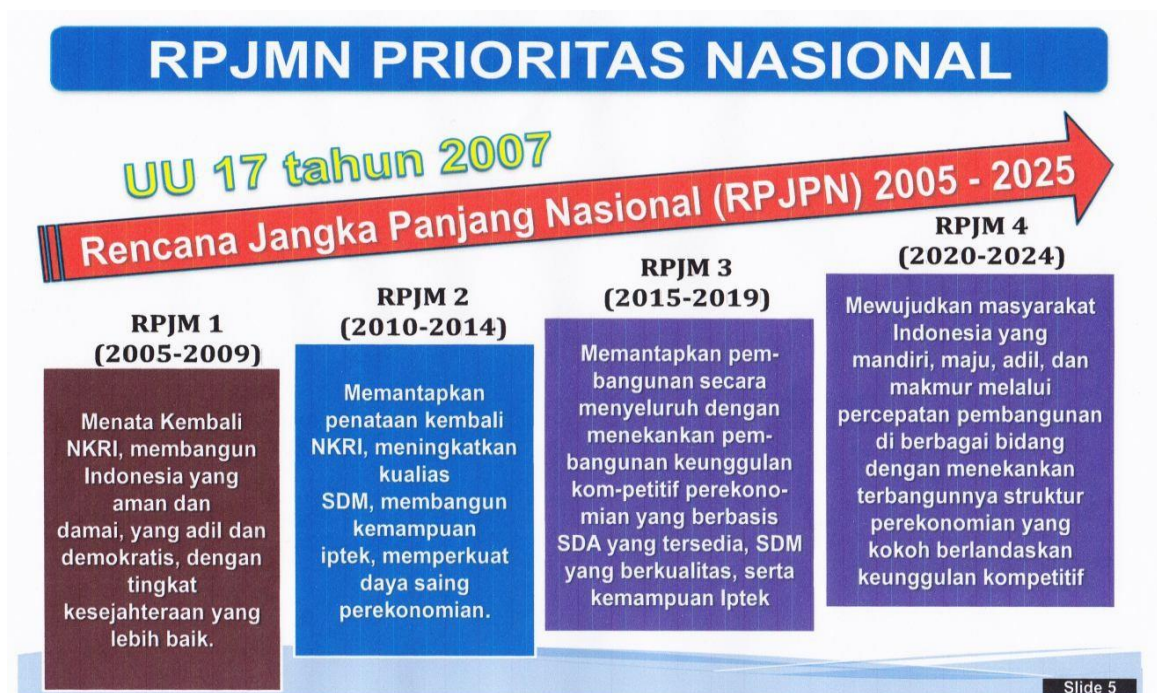 RPJMN PRIORITAS NASIONAL
UU 17 tahun 2007
Rencana Jangka Panjang Nasional (RPJPN) 2005 - 2025
RPJM 1
(2005-2009)
Menata Kembali
NKRI, membangun
Indonesia yang
aman dan
damai, yang adil dan
demokratis, dengan
tingkat
kesejahteraan yang
lebih baik.
RPJM 2
(2010-2014)
Memantapkan
penataan kembali
NKRI, meningkatkan
kualias
SDM, membangun
kemampuan
iptek, memperkuat
daya saing
perekonomian.
RPJM 3
(2015-2019)
Memantapkan pem-
bangunan secara
menyeluruh dengan
menekankan pem-
bangunan keunggulan
kom-petitif perekono-
mian yang berbasis
SDA yang tersedia, SDM
yang berkualitas, serta
kemampuan Iptek
RPJM 4
(2020-2024)
Mewujudkan masyarakat
Indonesia yang
mandiri, maju, adil, dan
makmur melalui
percepatan pembangunan
di berbagai bidang
dengan menekankan
terbangunnya struktur
perekonomian yang
kokoh berlandaskan
keunggulan kompetitif
Slide 5